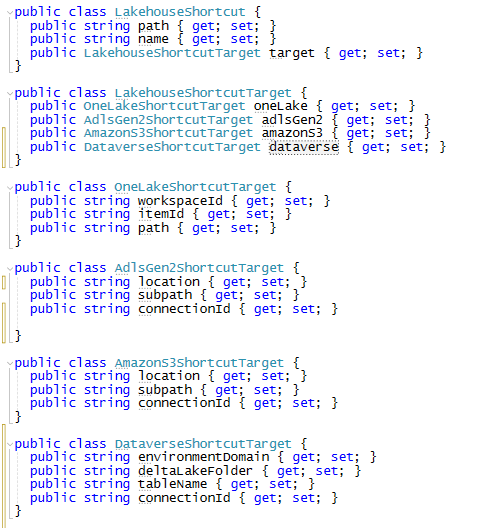 public class LakehouseShortcut {
public string path { get; set; }
public string name { get; set; }
public LakehouseShortcutTarget target { get; set; }
}
public class LakehouseShortcutTarget {
public OneLakeShortcutTarget oneLake { get; set; }
public AdlsGen2ShortcutTarget adlsGen2 { get; set; }
public AmazonS3ShortcutTarget amazonS3 { get; set; }
public DataverseShortcutTarget dataverse { get; set; }
}
public class OneLakeShortcutTarget {
public string workspaceId { get; set; }
public string itemId { get; set; }
public string path { get; set; }
}
public class AdlsGen2ShortcutTarget {
public string location { get; set; }
public string subpath { get; set; }
public string connectionId { get; set; }
}
public class AmazonS3ShortcutTarget {
public string location { get; set; }
public string subpath { get; set; }
public string connectionId { get; set; }
}
public class DataverseShortcutTarget {
public string environmentDomain { get; set; }
public string deltaLakeFolder { get; set; }
public string tableName { get; set; }
public string connectionId { get; set; }
}